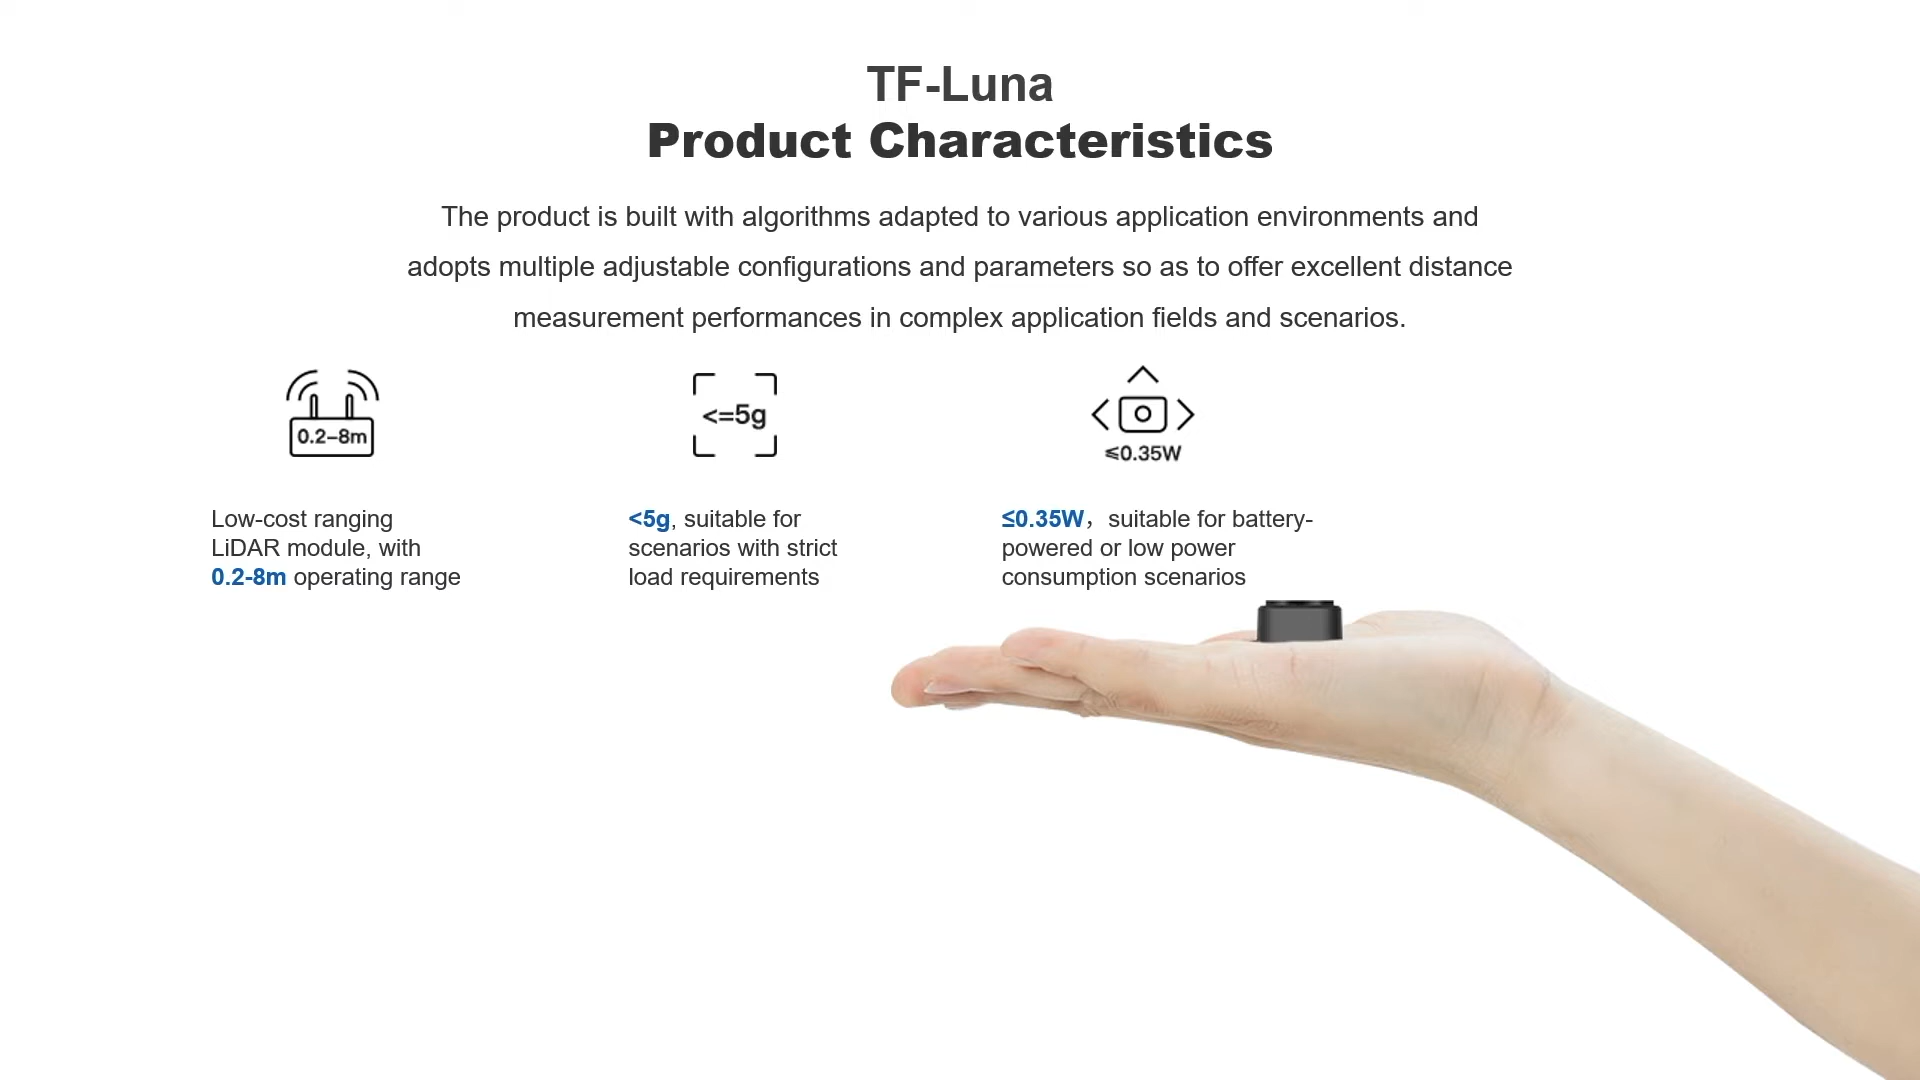 TF-Luna
Product Characteristics
The product is built with algorithms adapted to various application environments and
adopts multiple adjustable configurations and parameters so as to offer excellent distance
measurement performances in complex application fields and scenarios.
0.2–8m
<=5g
≤0.35W
Low-cost ranging
LiDAR module, with
0.2-8m operating range
<5g, suitable for
scenarios with strict
load requirements
≤0.35W，suitable for battery-
powered or low power
consumption scenarios